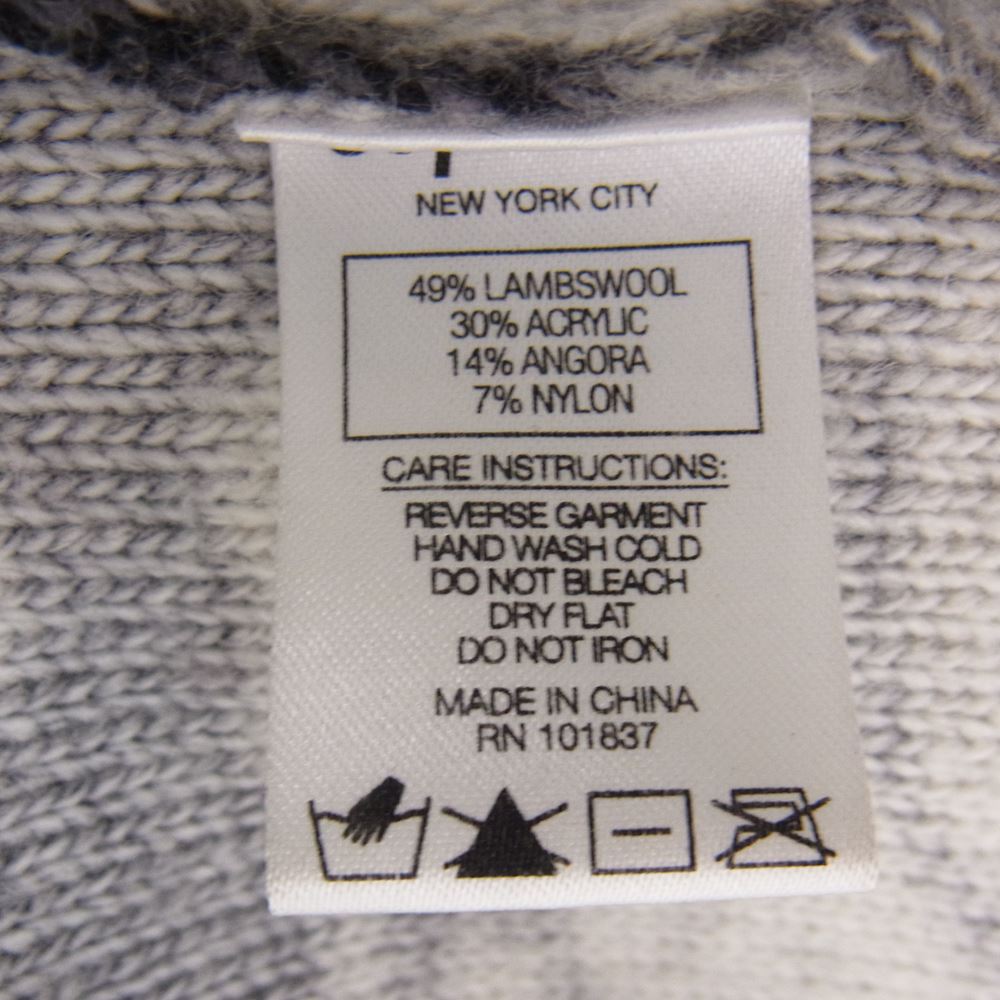 NEW YORK CITY
49% LAMBSWOOL
30% ACRYLIC
14% ANGORA
7% NYLON
CARE INSTRUCTIONS:
REVERSE GARMENT
HAND WASH COLD
DO NOT BLEACH
DRY FLAT
DO NOT IRON
MADE IN CHINA
RN 101837